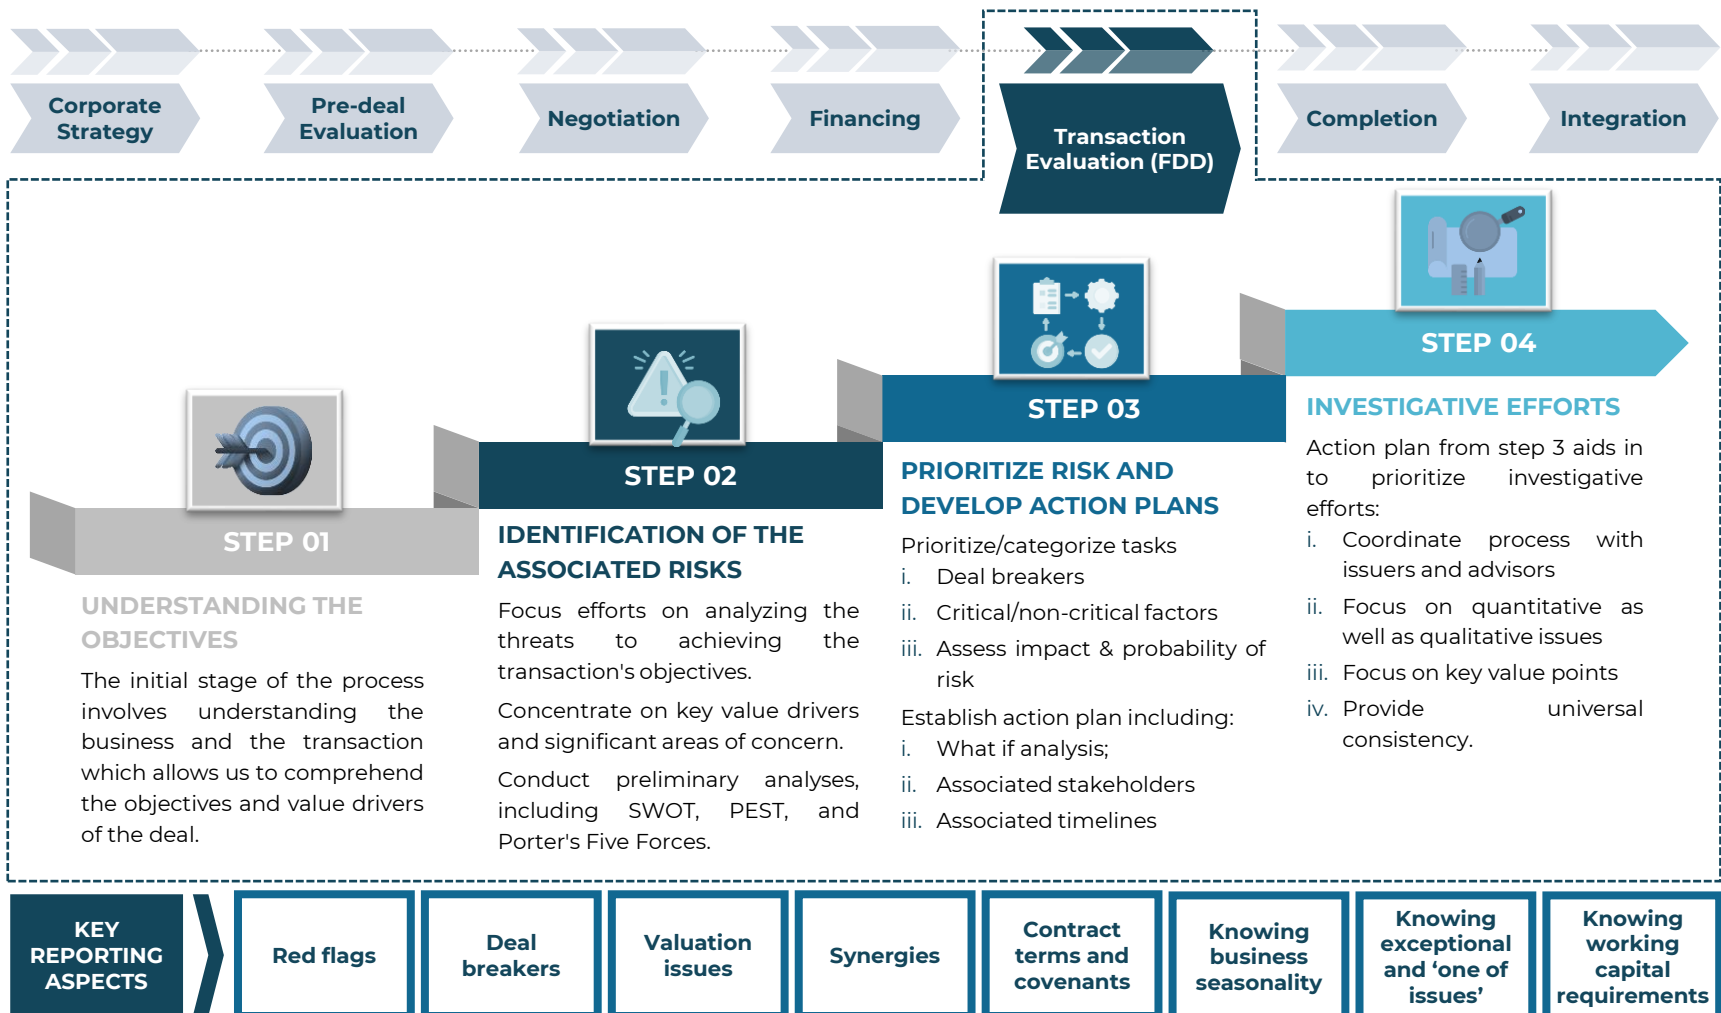 Corporate
Strategy
Pre-deal
Evaluation
Negotiation
Financing
Transaction
Evaluation (FDD)
Completion
Integration
STEP 01
UNDERSTANDING THE
OBJECTIVES
The initial stage of the process
involves understanding the
business and the transaction
which allows us to comprehend
the objectives and value drivers
of the deal.
STEP 02
IDENTIFICATION OF THE
ASSOCIATED RISKS
Focus efforts on analyzing the
threats to achieving the
transaction's objectives.
Concentrate on key value drivers
and significant areas of concern.
Conduct preliminary analyses,
including SWOT, PEST, and
Porter's Five Forces.
STEP 03
PRIORITIZE RISK AND
DEVELOP ACTION PLANS
Prioritize/categorize tasks
i. Deal breakers
ii. Critical/non-critical factors
iii. Assess impact & probability of
risk
Establish action plan including:
i. What if analysis;
ii. Associated stakeholders
iii. Associated timelines
STEP 04
INVESTIGATIVE EFFORTS
Action plan from step 3 aids in
to prioritize investigative
efforts:
i. Coordinate process with
issuers and advisors
ii. Focus on quantitative as
well as qualitative issues
iii. Focus on key value points
iv. Provide universal
consistency.
KEY
REPORTING
ASPECTS
Red flags
Deal
breakers
Valuation
issues
Synergies
Contract
terms and
covenants
Knowing
business
seasonality
Knowing
exceptional
and ‘one of
issues’
Knowing
working
capital
requirements